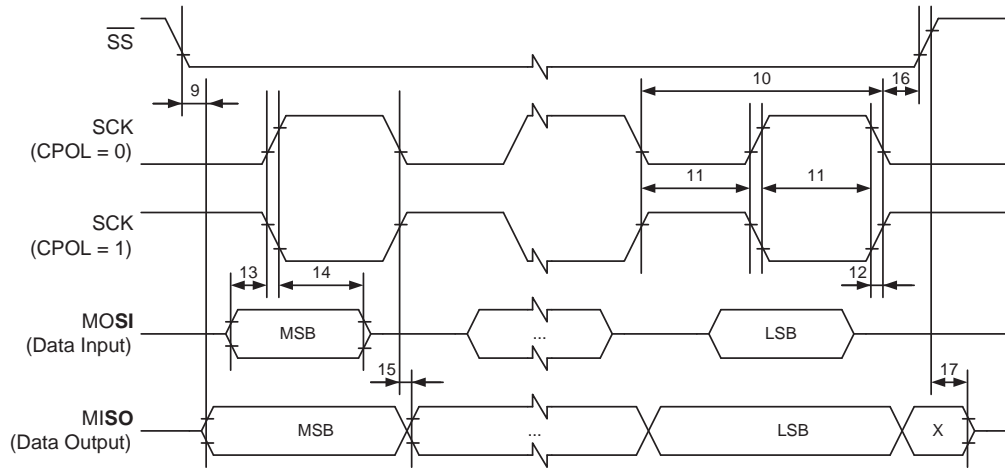 SS
9
10
16
SCK
(CPOL = 0)
11
11
SCK
(CPOL = 1)
13
14
12
MOSI
(Data Input)
MSB
...
LSB
15
17
MISO
(Data Output)
MSB
...
LSB
X